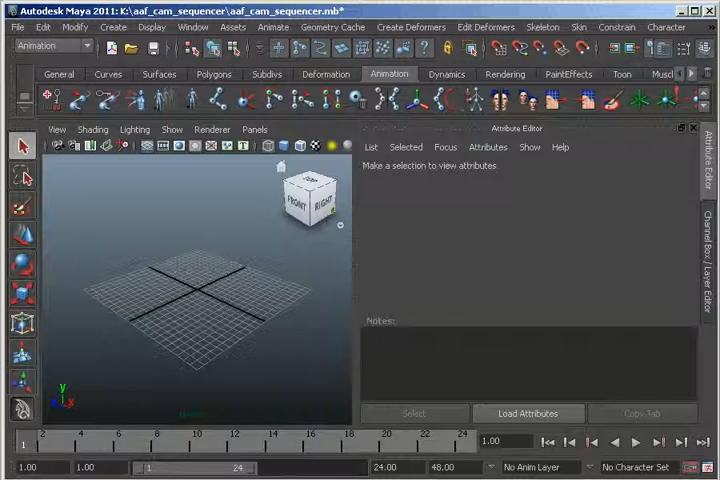 Autodesk Maya 2011: K:\aaf_cam_sequencer\aaf_cam_sequencer.mb*
File Edit Modify Create Display Window Assets Animate Geometry Cache Create Deformers Edit Deformers Skeleton Skin Constrain Character
Animation
General Curves Surfaces Polygons Subdivs Deformation Animation Dynamics Rendering PaintEffects Toon Muscl
View Shading Lighting Show Renderer Panels
Attribute Editor
List Selected Focus Attributes Show Help
Make a selection to view attributes
TOP
FRONT RIGHT
Attribute Editor
Channel Box / Layer Editor
Notes:
y
z x
Select Load Attributes Copy Tab
2 4 6 8 10 12 14 16 18 20 22 24
1
1.00
1.00 1.00 1 24 24.00 48.00 No Anim Layer No Character Set